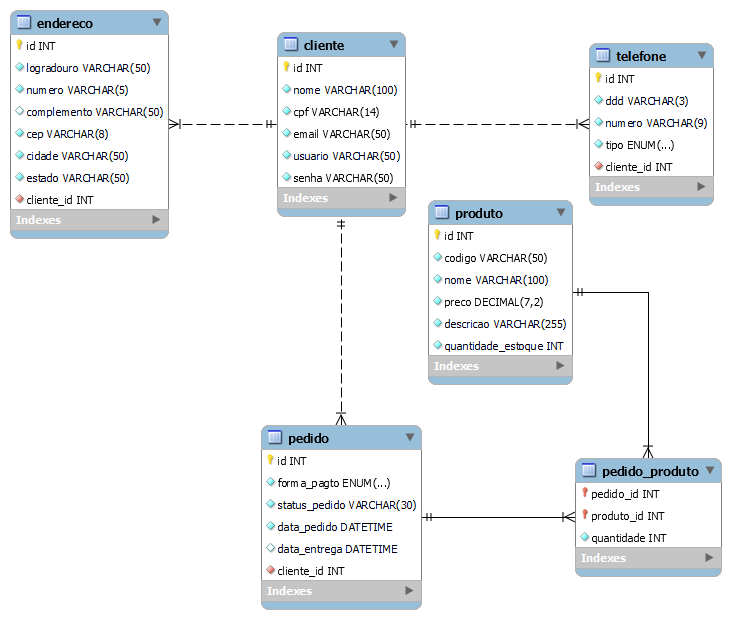 endereco
id INT
logradouro VARCHAR(50)
numero VARCHAR(5)
complemento VARCHAR(50)
cep VARCHAR(8)
cidade VARCHAR(50)
estado VARCHAR(50)
cliente_id INT
Indexes
cliente
id INT
nome VARCHAR(100)
cpf VARCHAR(14)
email VARCHAR(50)
usuario VARCHAR(50)
senha VARCHAR(50)
Indexes
telefone
id INT
ddd VARCHAR(3)
numero VARCHAR(9)
tipo ENUM(...)
cliente_id INT
Indexes
produto
id INT
codigo VARCHAR(50)
nome VARCHAR(100)
preco DECIMAL(7,2)
descricao VARCHAR(255)
quantidade_estoque INT
Indexes
pedido
id INT
forma_pagto ENUM(...)
status_pedido VARCHAR(30)
data_pedido DATETIME
data_entrega DATETIME
cliente_id INT
Indexes
pedido_produto
pedido_id INT
produto_id INT
quantidade INT
Indexes